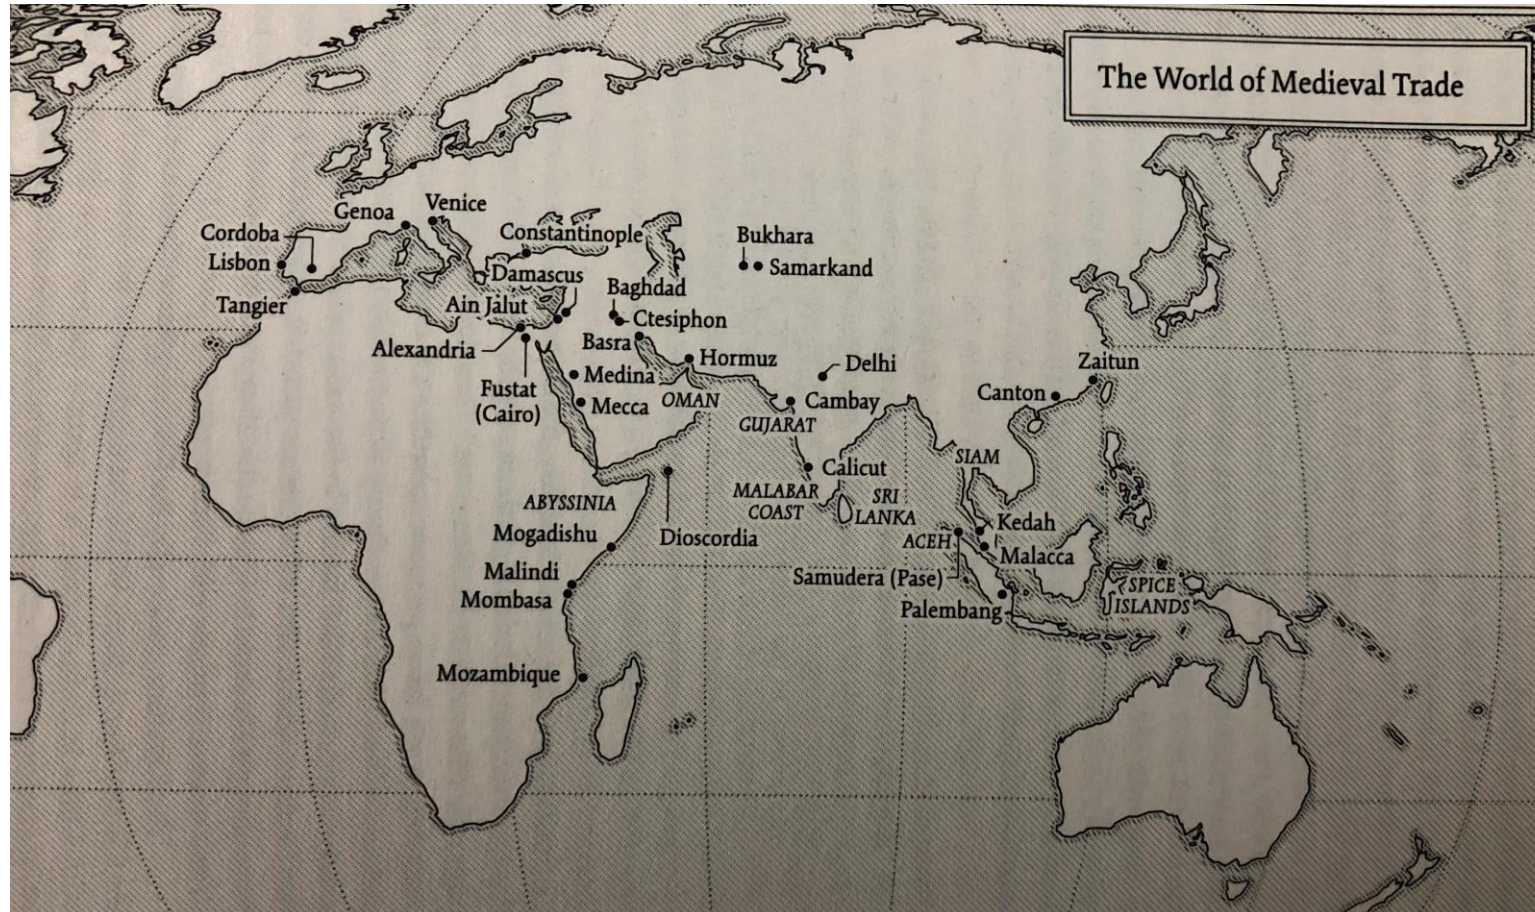 The World of Medieval Trade
Venice
Genoa
Cordoba
Constantinople
Bukhara
Lisbon
Samarkand
Damascus
Baghdad
Tangier
Ain Jalut
Ctesiphon
Basra
Alexandria
Hormuz
Delhi
Zaitun
Medina
Fustat
(Cairo)
Mecca
OMAN
Cambay
Canton
GUJARAT
SIAM
Calicut
ABYSSINIA
MALABAR
COAST
SRI
LANKA
Kedah
Mogadishu
Dioscordia
ACEH
Malacca
Malindi
Samudera (Pase)
SPICE
ISLANDS
Mombasa
Palembang
Mozambique